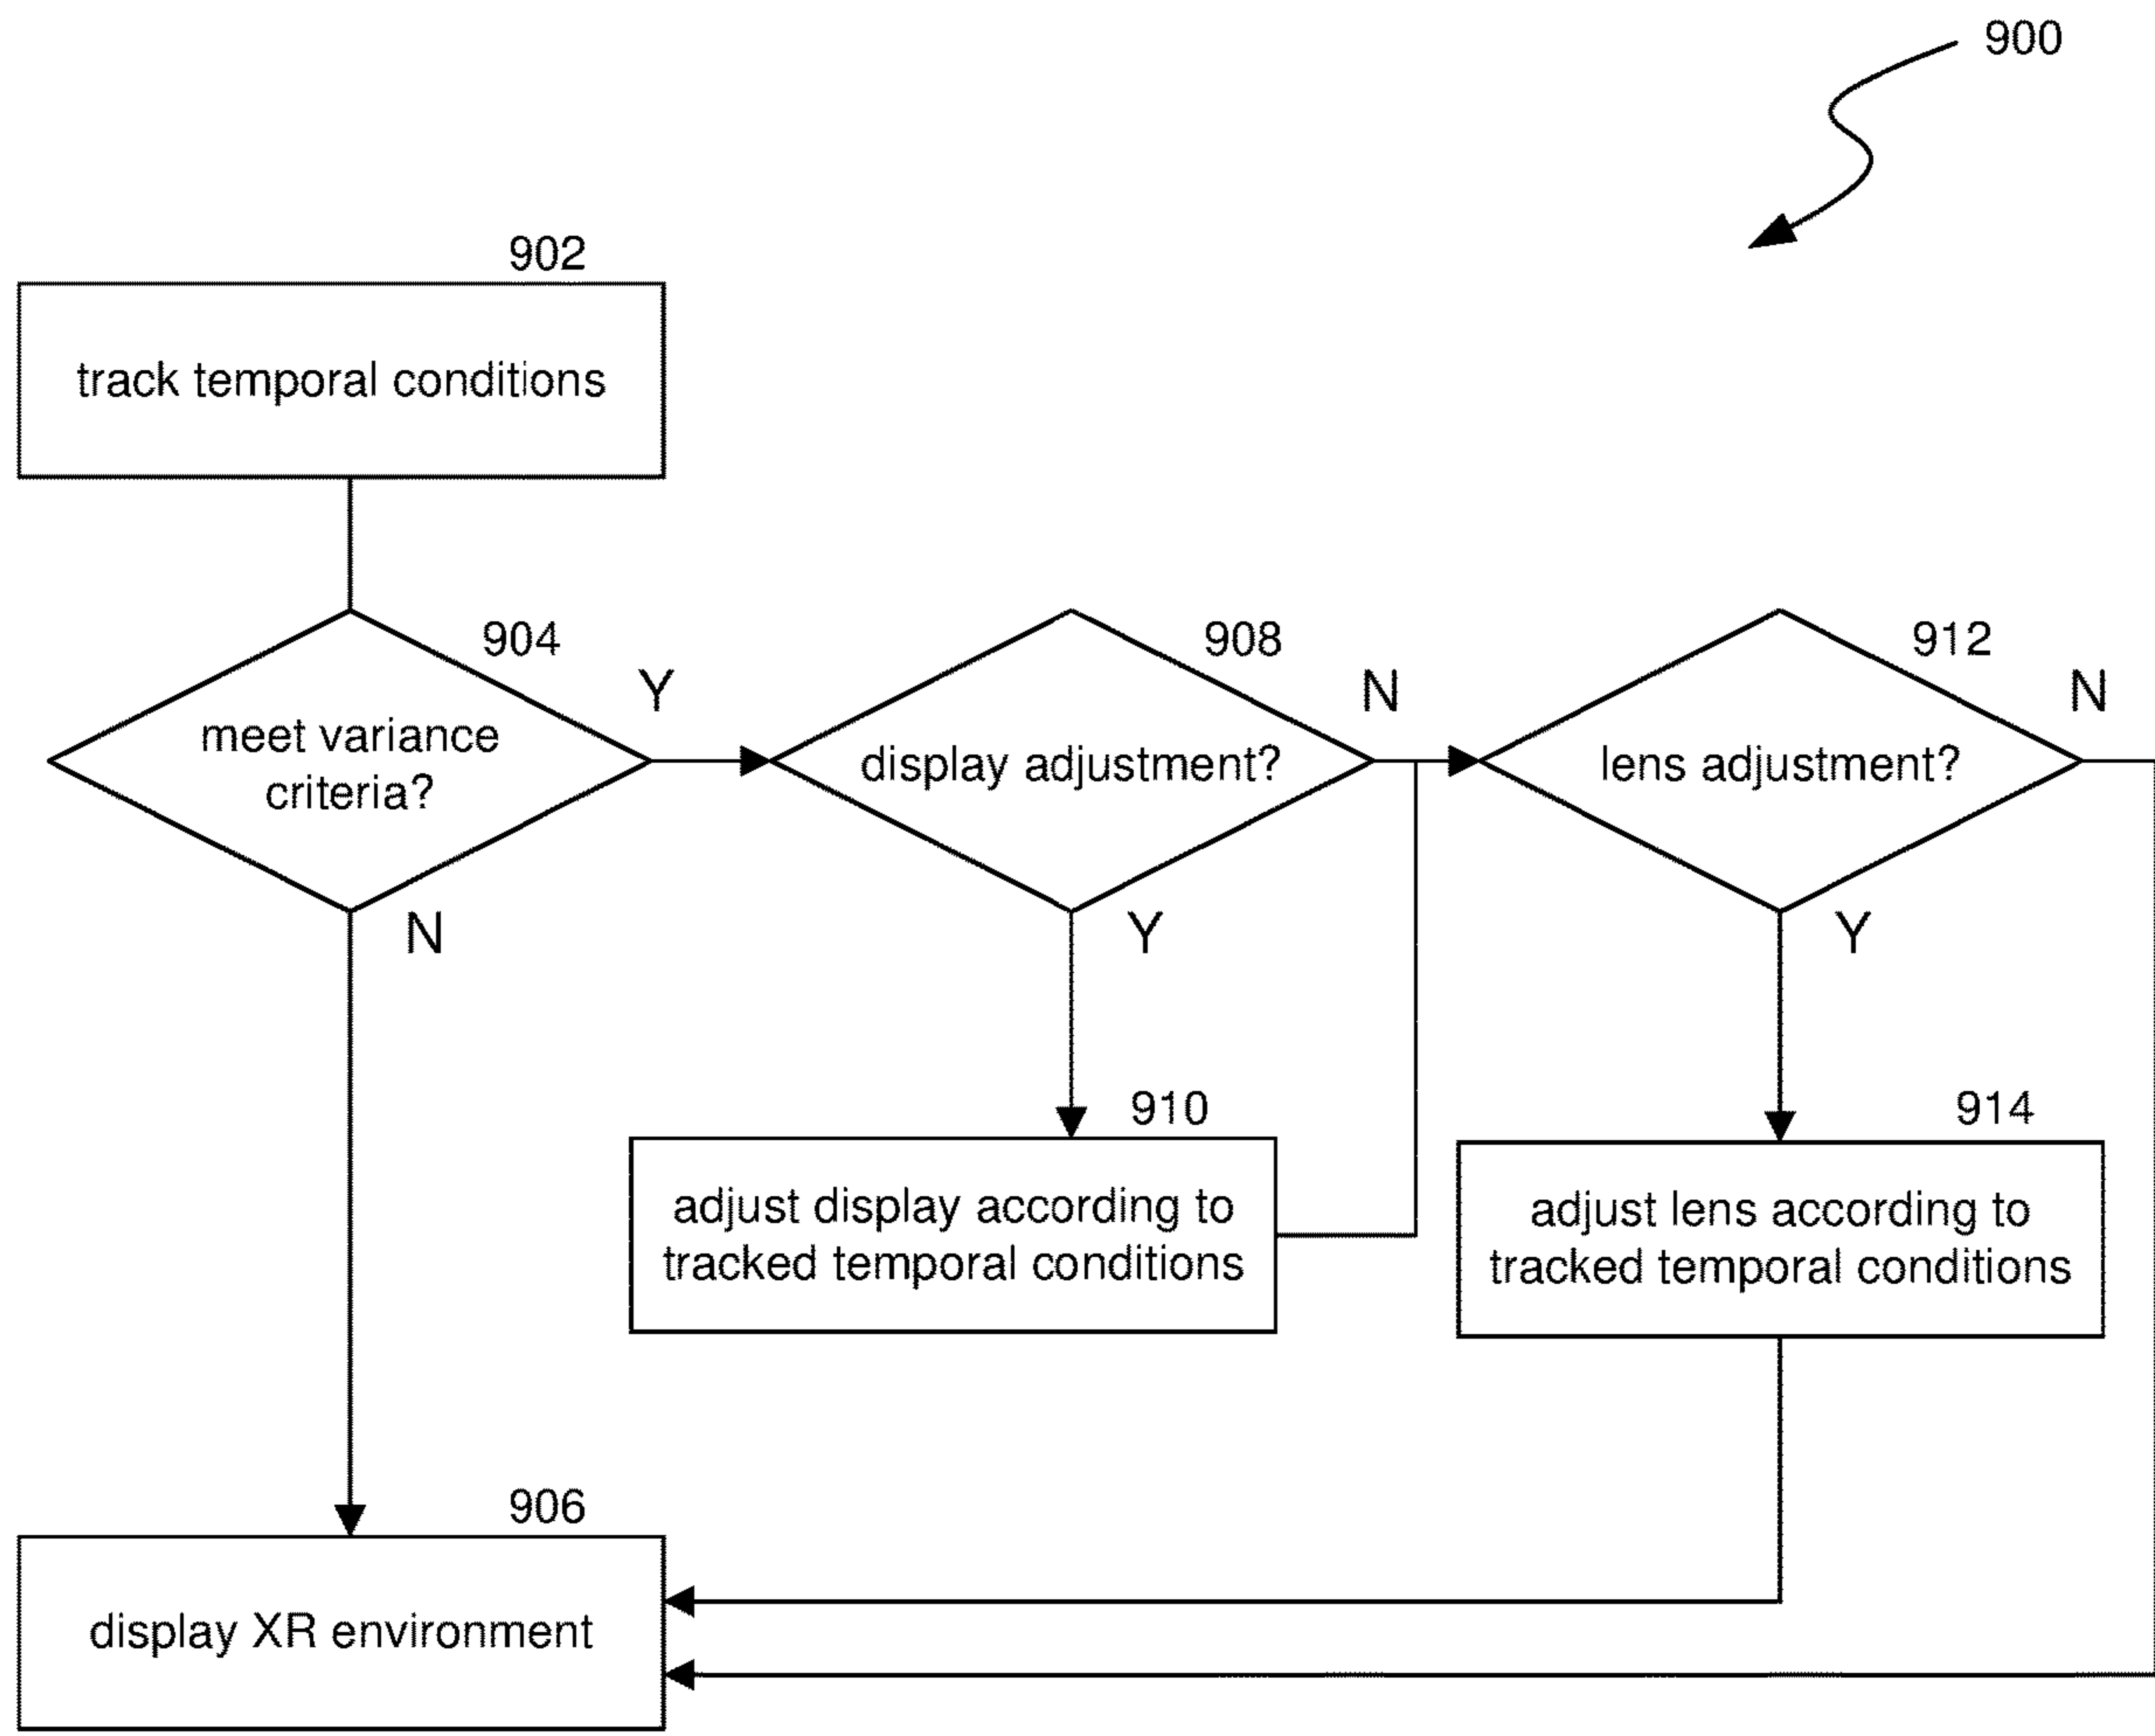 900
902
track temporal conditions
904
meet variance
criteria?
Y
N
908
display adjustment?
N
Y
912
lens adjustment?
N
Y
910
adjust display according to
tracked temporal conditions
914
adjust lens according to
tracked temporal conditions
906
display XR environment